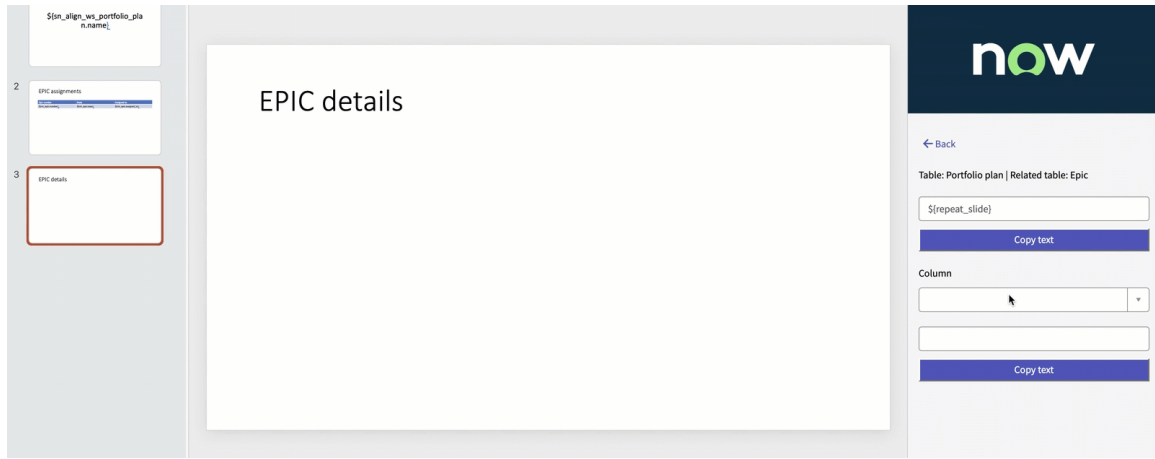 ${sn_align_ws_portfolio_pla
n.name}
2
EPIC assignments
3
EPIC details
EPIC details
now
← Back
Table: Portfolio plan | Related table: Epic
${repeat_slide}
Copy text
Column
Copy text